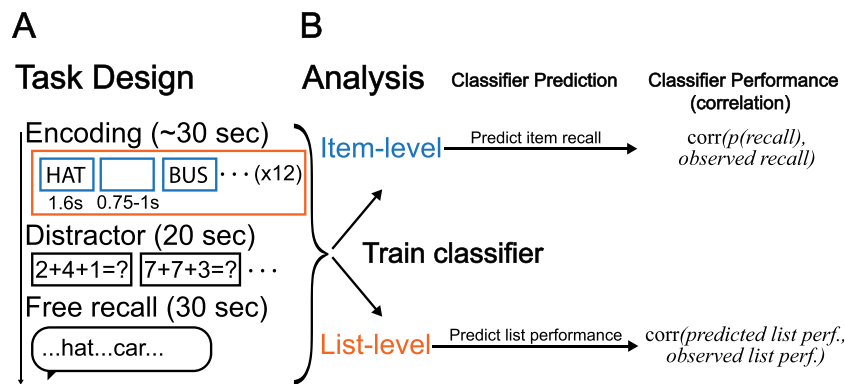 A
Task Design
Encoding (~30 sec)
HAT
BUS
··· (x12)
1.6s
0.75-1s
Distractor (20 sec)
2+4+1=?
7+7+3=?
···
Free recall (30 sec)
...hat...car...
B
Analysis
Classifier Prediction
Classifier Performance
(correlation)
Item-level
Predict item recall
corr(p(recall),
observed recall)
Train classifier
List-level
Predict list performance
corr(predicted list perf.,
observed list perf.)